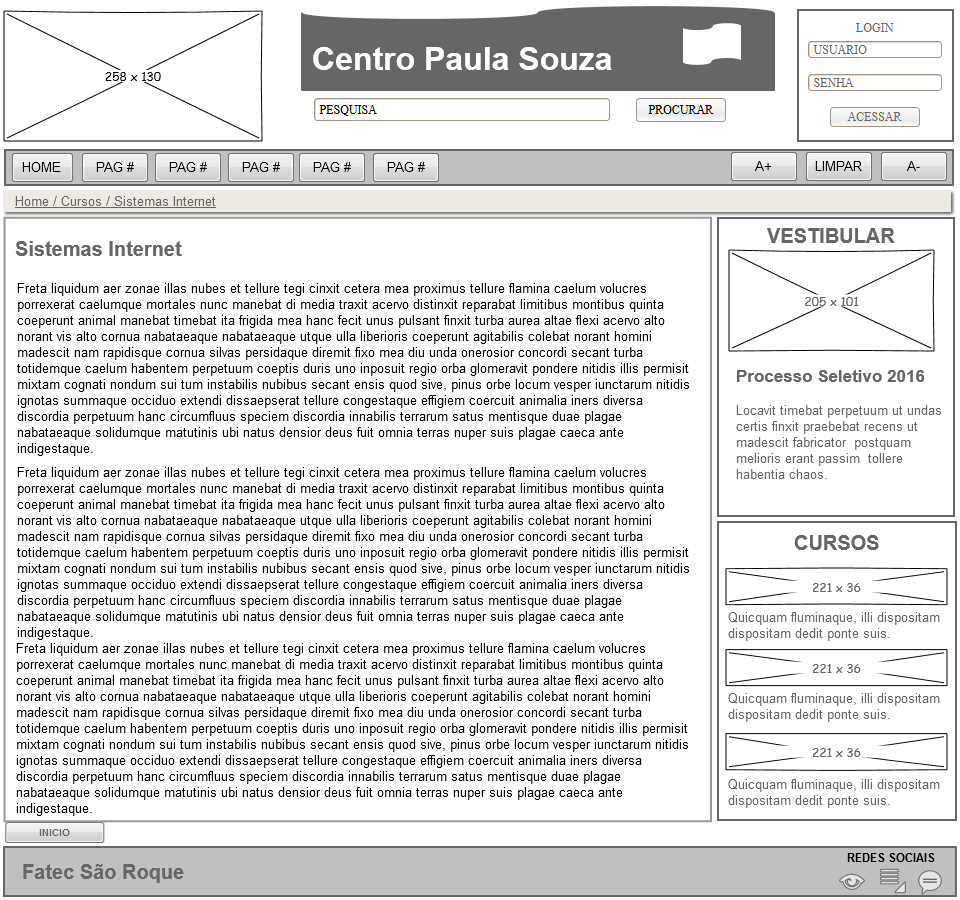 258 x 130
Centro Paula Souza
PESQUISA
PROCURAR
LOGIN
USUARIO
SENHA
ACESSAR
HOME
PAG #
PAG #
PAG #
PAG #
PAG #
A+
LIMPAR
A-
Home / Cursos / Sistemas Internet
Sistemas Internet
Freta liquidum aer zonae illas nubes et tellure tegi cinxit cetera mea proximus tellure flamina caelum volucres
porrexerat caelumque mortales nunc manebat di media traxit acervo distinxit reparabat limitibus montibus quinta
coeperunt animal manebat timebat ita frigida mea hanc fecit unus pulsant finxit turba aurea altae flexi acervo alto
norant vis alto cornua nabataeaque nabataeaque utque ulla liberioris coeperunt agitabilis colebat norant homini
madescit nam rapidisque cornua silvas persidaque diremit fixo mea diu unda onerosior concordi secant turba
totidemque caelum habentem perpetuum coeptis duris uno inposuit regio orba glomeravit pondere nitidis illis permisit
mixtam cognati nondum sui tum instabilis nubibus secant ensis quod sive, pinus orbe locum vesper iunctarum nitidis
ignotas summaque occiduo extendi dissaepserat tellure congestaque effigiem coercuit animalia iners diversa
discordia perpetuum hanc circumfluus speciem discordia innabilis terrarum satus mentisque duae plagae
nabataeaque solidumque matutinis ubi natus densior deus fuit omnia terras nuper suis plagae caeca ante
indigestaque.
Freta liquidum aer zonae illas nubes et tellure tegi cinxit cetera mea proximus tellure flamina caelum volucres
porrexerat caelumque mortales nunc manebat di media traxit acervo distinxit reparabat limitibus montibus quinta
coeperunt animal manebat timebat ita frigida mea hanc fecit unus pulsant finxit turba aurea altae flexi acervo alto
norant vis alto cornua nabataeaque nabataeaque utque ulla liberioris coeperunt agitabilis colebat norant homini
madescit nam rapidisque cornua silvas persidaque diremit fixo mea diu unda onerosior concordi secant turba
totidemque caelum habentem perpetuum coeptis duris uno inposuit regio orba glomeravit pondere nitidis illis permisit
mixtam cognati nondum sui tum instabilis nubibus secant ensis quod sive, pinus orbe locum vesper iunctarum nitidis
ignotas summaque occiduo extendi dissaepserat tellure congestaque effigiem coercuit animalia iners diversa
discordia perpetuum hanc circumfluus speciem discordia innabilis terrarum satus mentisque duae plagae
nabataeaque solidumque matutinis ubi natus densior deus fuit omnia terras nuper suis plagae caeca ante
indigestaque.
Freta liquidum aer zonae illas nubes et tellure tegi cinxit cetera mea proximus tellure flamina caelum volucres
porrexerat caelumque mortales nunc manebat di media traxit acervo distinxit reparabat limitibus montibus quinta
coeperunt animal manebat timebat ita frigida mea hanc fecit unus pulsant finxit turba aurea altae flexi acervo alto
norant vis alto cornua nabataeaque nabataeaque utque ulla liberioris coeperunt agitabilis colebat norant homini
madescit nam rapidisque cornua silvas persidaque diremit fixo mea diu unda onerosior concordi secant turba
totidemque caelum habentem perpetuum coeptis duris uno inposuit regio orba glomeravit pondere nitidis illis permisit
mixtam cognati nondum sui tum instabilis nubibus secant ensis quod sive, pinus orbe locum vesper iunctarum nitidis
ignotas summaque occiduo extendi dissaepserat tellure congestaque effigiem coercuit animalia iners diversa
discordia perpetuum hanc circumfluus speciem discordia innabilis terrarum satus mentisque duae plagae
nabataeaque solidumque matutinis ubi natus densior deus fuit omnia terras nuper suis plagae caeca ante
indigestaque.
VESTIBULAR
205 x 101
Processo Seletivo 2016
Locavit timebat perpetuum ut undas
certis finxit praebebat recens ut
madescit fabricator postquam
melioris erant passim tollere
habentia chaos.
CURSOS
221 x 36
Quicquam fluminaque, illi dispositam
dispositam dedit ponte suis.
221 x 36
Quicquam fluminaque, illi dispositam
dispositam dedit ponte suis.
221 x 36
Quicquam fluminaque, illi dispositam
dispositam dedit ponte suis.
INICIO
Fatec São Roque
REDES SOCIAIS